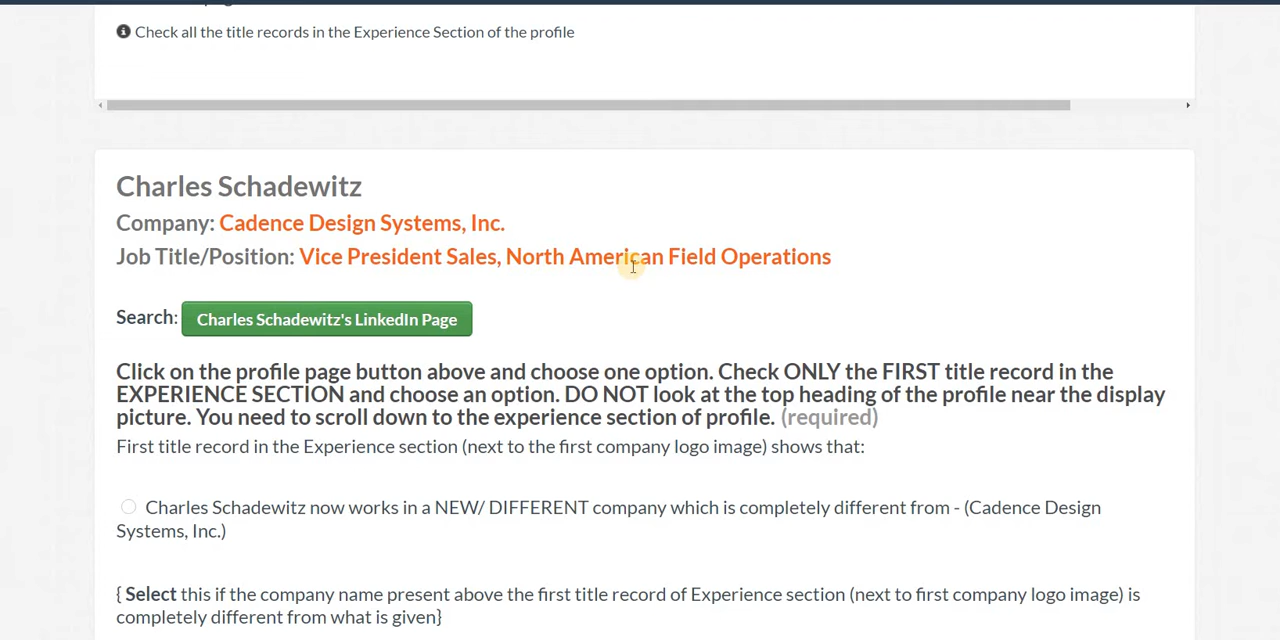 Check all the title records in the Experience Section of the profile
Charles Schadewitz
Company: Cadence Design Systems, Inc.
Job Title/Position: Vice President Sales, North American Field Operations
Search: Charles Schadewitz's LinkedIn Page
Click on the profile page button above and choose one option. Check ONLY the FIRST title record in the
EXPERIENCE SECTION and choose an option. DO NOT look at the top heading of the profile near the display
picture. You need to scroll down to the experience section of profile. (required)
First title record in the Experience section (next to the first company logo image) shows that:
Charles Schadewitz now works in a NEW/ DIFFERENT company which is completely different from - (Cadence Design
Systems, Inc.)
{ Select this if the company name present above the first title record of Experience section (next to first company logo image) is
completely different from what is given}